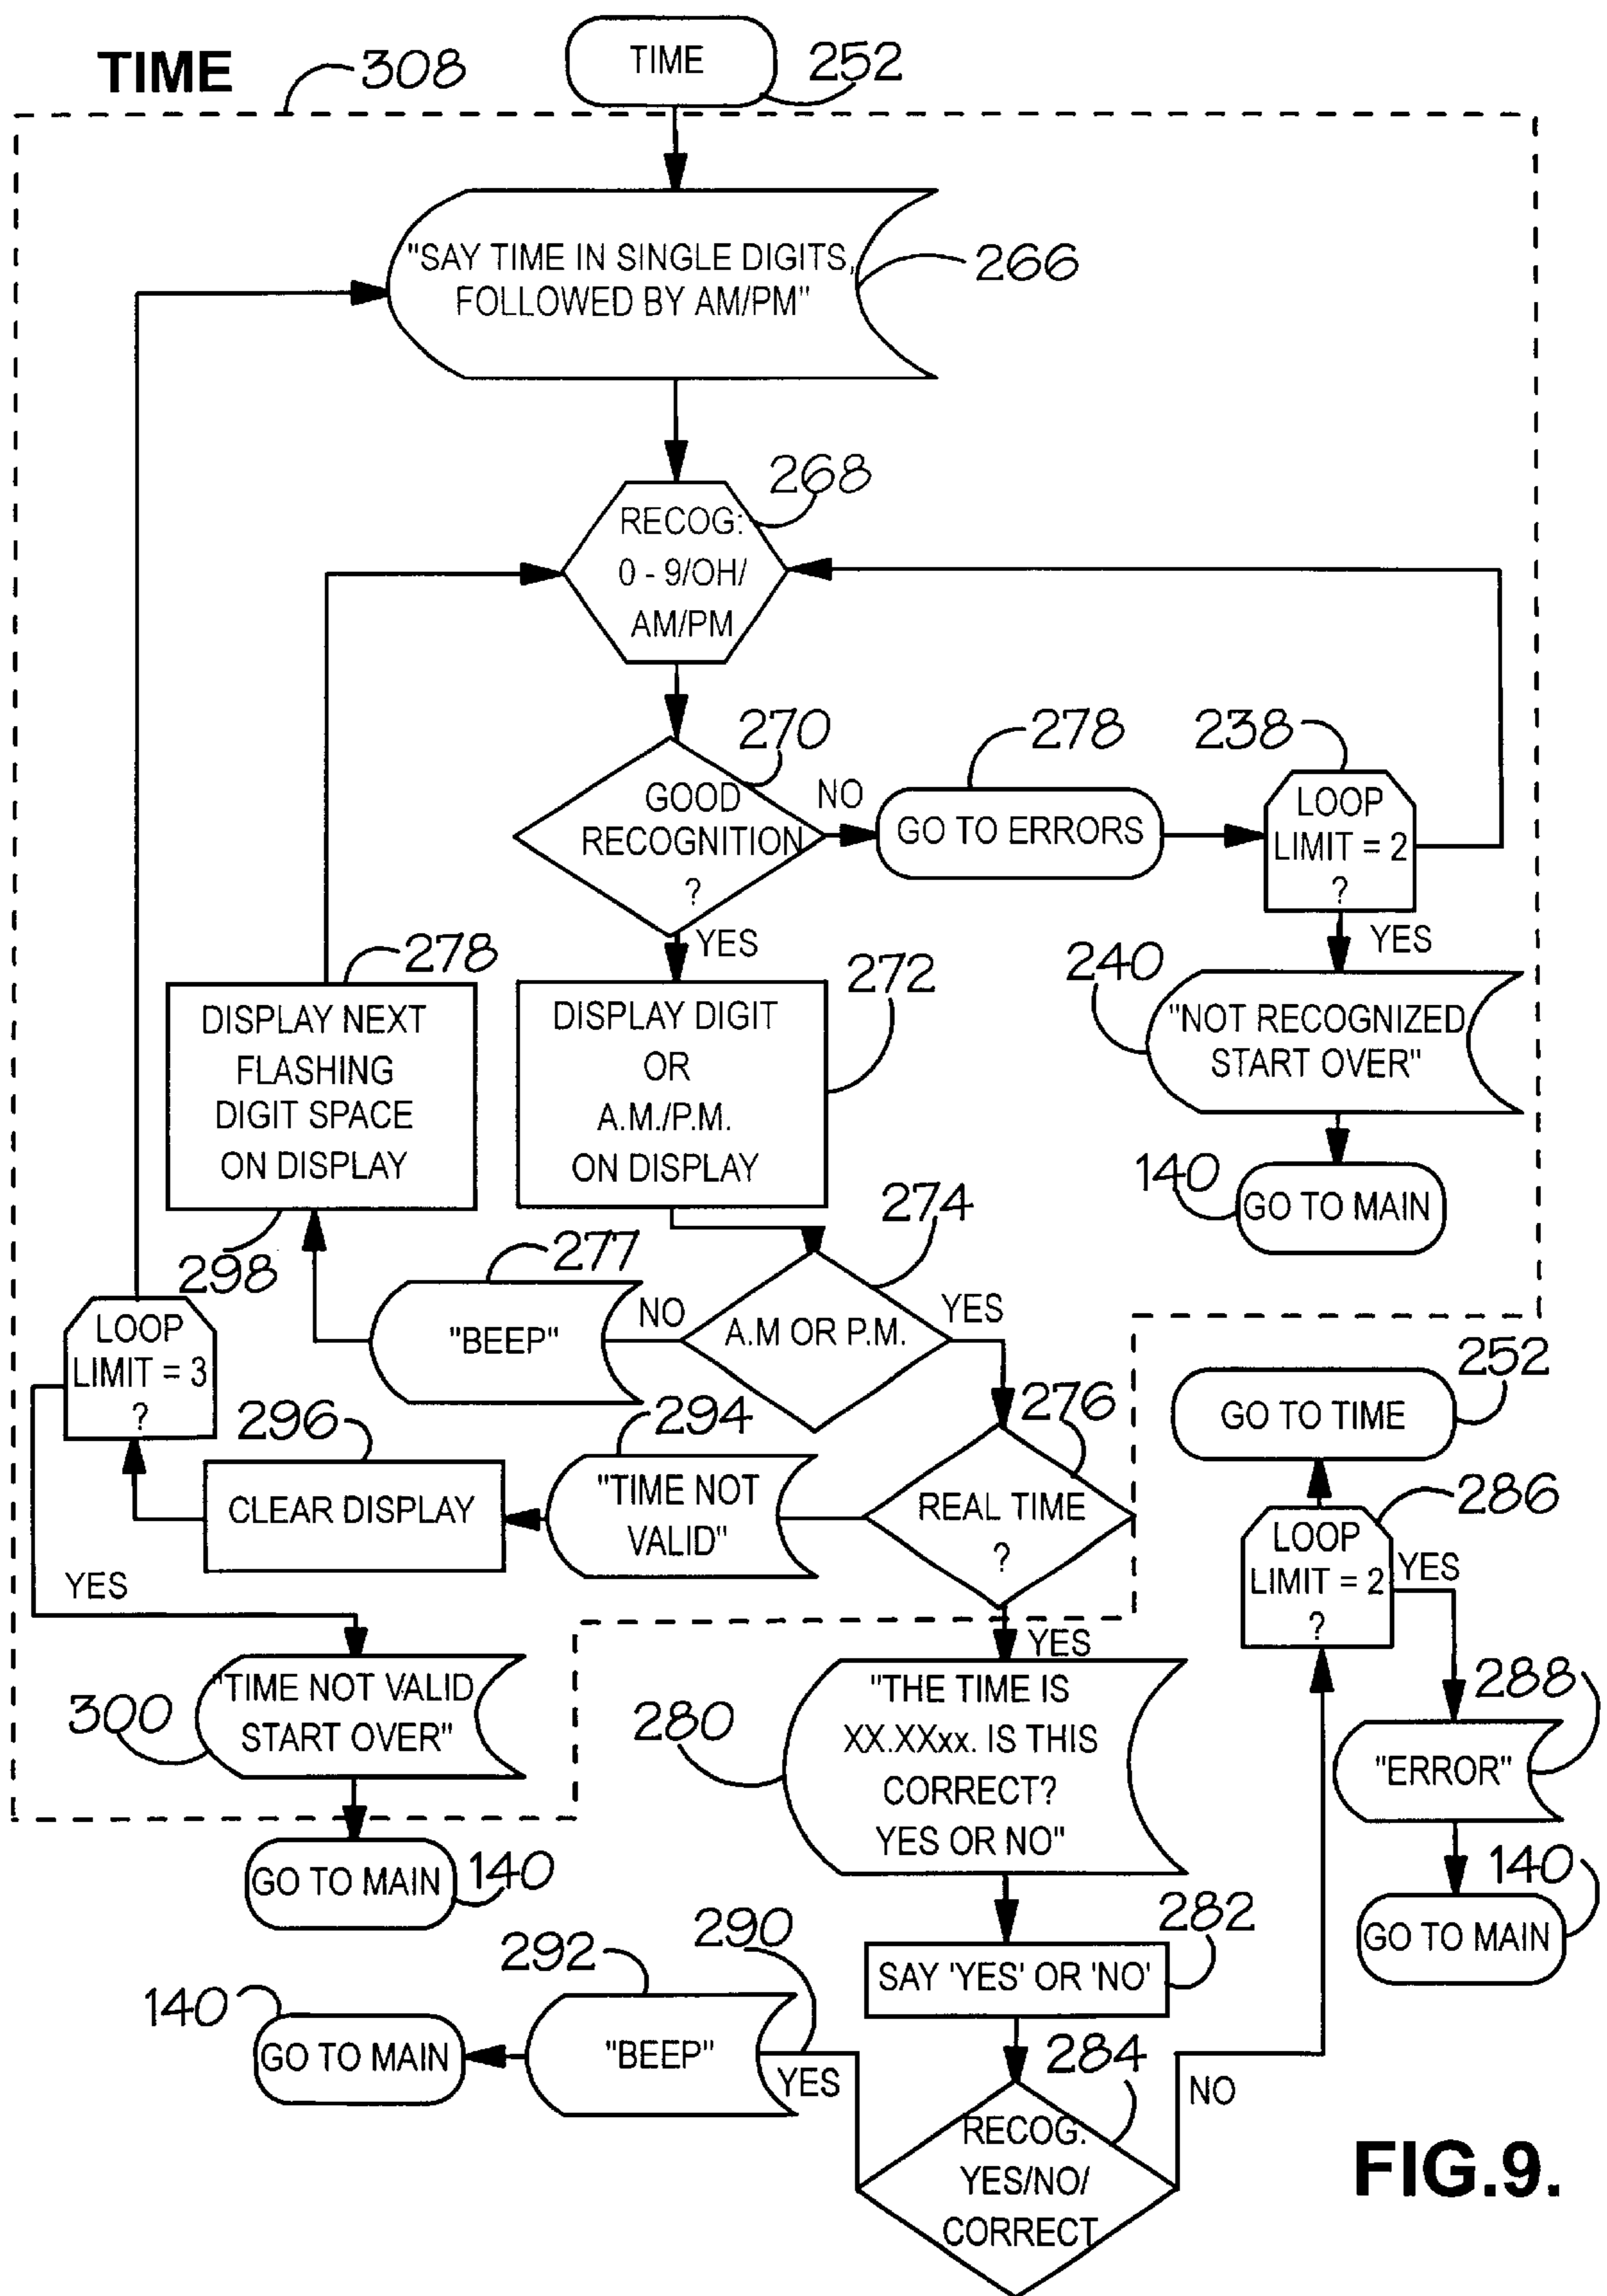 TIME
308
TIME
252
"SAY TIME IN SINGLE DIGITS,
FOLLOWED BY AM/PM"
266
268
RECOG:
0 - 9/OH/
AM/PM
270
GOOD
RECOGNITION
?
NO
278
GO TO ERRORS
238
LOOP
LIMIT = 2
?
YES
YES
240
"NOT RECOGNIZED
START OVER"
140
GO TO MAIN
278
DISPLAY NEXT
FLASHING
DIGIT SPACE
ON DISPLAY
298
272
DISPLAY DIGIT
OR
A.M./P.M.
ON DISPLAY
274
A.M OR P.M.
NO
YES
277
"BEEP"
LOOP
LIMIT = 3
?
YES
296
CLEAR DISPLAY
294
"TIME NOT
VALID"
276
REAL TIME
?
YES
252
GO TO TIME
286
LOOP
LIMIT = 2
?
YES
288
"ERROR"
140
GO TO MAIN
300
"TIME NOT VALID
START OVER"
GO TO MAIN
140
280
"THE TIME IS
XX.XXxx. IS THIS
CORRECT?
YES OR NO"
282
SAY 'YES' OR 'NO'
284
RECOG.
YES/NO/
CORRECT
NO
YES
290
292
"BEEP"
140
GO TO MAIN
FIG.9.